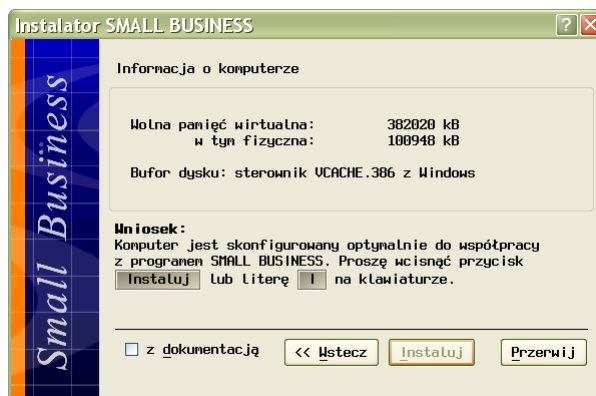 Instalator SMALL BUSINESS
Small Business
Informacja o komputerze
Wolna pamięć wirtualna: 382020 kB
w tym fizyczna: 100948 kB
Bufor dysku: sterownik VCACHE.386 z Windows
Wniosek:
Komputer jest skonfigurowany optymalnie do współpracy
z programem SMALL BUSINESS. Proszę wcisnąć przycisk
Instaluj lub literę I na klawiaturze.
z dokumentacją
<< Wstecz
Instaluj
Przerwij